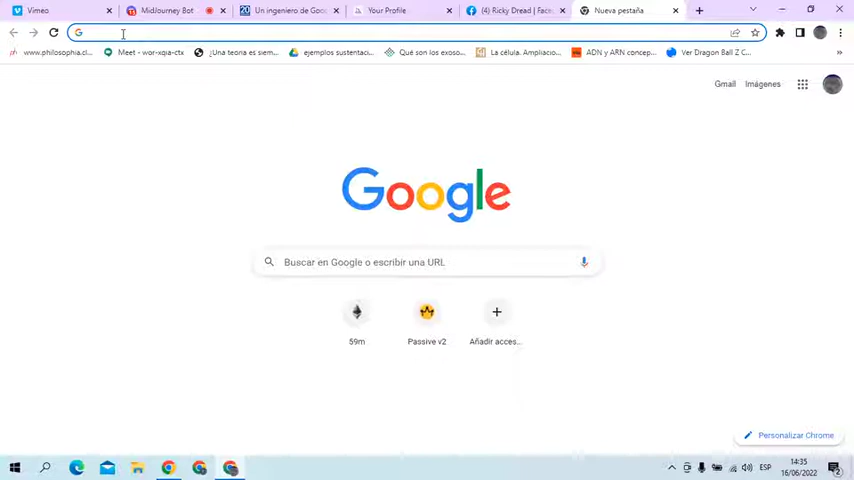 Vimeo
MidJourney Bot
Un ingeniero de Goo
Your Profile
(4) Ricky Dread | Face
Nueva pestaña
www.philosophia.cl...
Meet - wor-xqia-ctx
¿Una teoría es siem...
ejemplos sustentaci...
Qué son los exoso...
La célula. Ampliacio...
ADN y ARN concep...
Ver Dragon Ball Z C...
Gmail
Imágenes
Google
Buscar en Google o escribir una URL
59m
Passive v2
Añadir acces...
Personalizar Chrome
ESP
14:35
16/06/2022
2